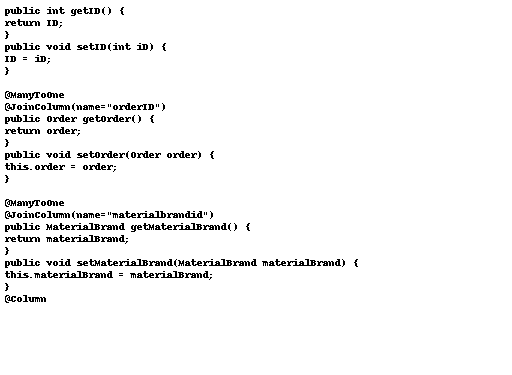 public int getID() {
return ID;
}
public void setID(int iD) {
ID = iD;
}
@ManyToOne
@JoinColumn(name="orderID")
public Order getOrder() {
return order;
}
public void setOrder(Order order) {
this.order = order;
}
@ManyToOne
@JoinColumn(name="materialbrandid")
public MaterialBrand getMaterialBrand() {
return materialBrand;
}
public void setMaterialBrand(MaterialBrand materialBrand) {
this.materialBrand = materialBrand;
}
@Column